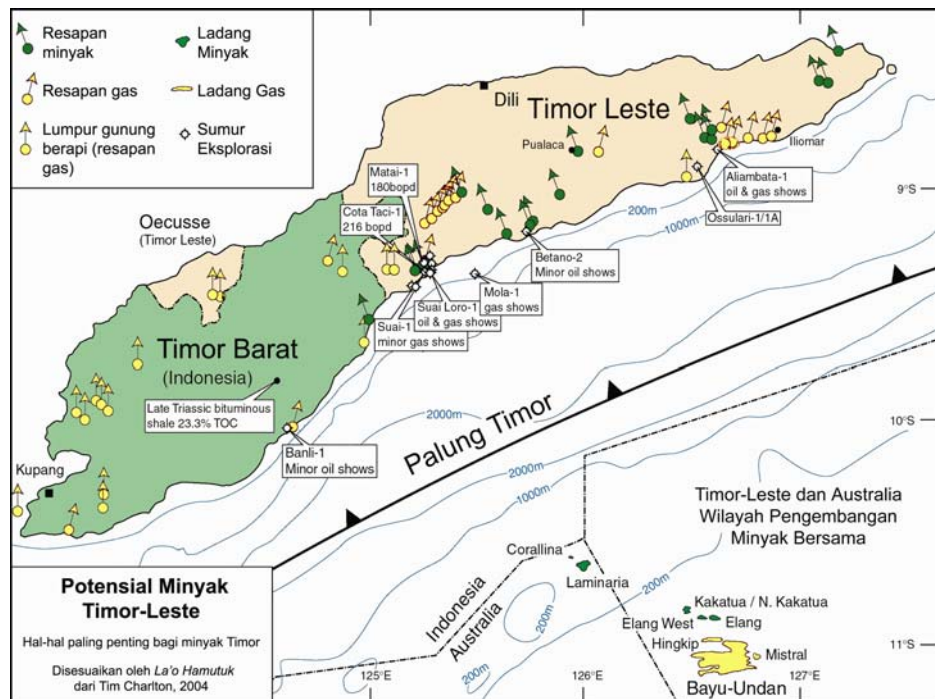 Resapan
minyak
Ladang
Minyak
Resapan gas
Ladang Gas
Lumpur gunung
berapi (resapan
gas)
Sumur
Eksplorasi
Dili
Timor Leste
Pualaca
Iliomar
Matai-1
180bopd
Cota Taci-1
216 bopd
Oecusse
(Timor Leste)
Aliambata-1
oil & gas shows
9°S
200m
1000m
Ossulari-1/1A
Betano-2
Minor oil shows
Mola-1
gas shows
Suai Loro-1
oil & gas shows
Suai-1
minor gas shows
Timor Barat
(Indonesia)
Late Triassic bituminous
shale 23.3% TOC
2000m
Palung Timor
Banli-1
Minor oil shows
10°S
Kupang
2000m
1000m
Timor-Leste dan Australia
Wilayah Pengembangan
Minyak Bersama
Corallina
Laminaria
200m
Indonesia
Australia
200m
200m
Kakatua / N. Kakatua
Elang West
Elang
Hingkip
Mistral
Bayu-Undan
11°S
125°E
126°E
127°E
Potensial Minyak
Timor-Leste
Hal-hal paling penting bagi minyak Timor
Disesuaikan oleh La'o Hamutuk
dari Tim Charlton, 2004